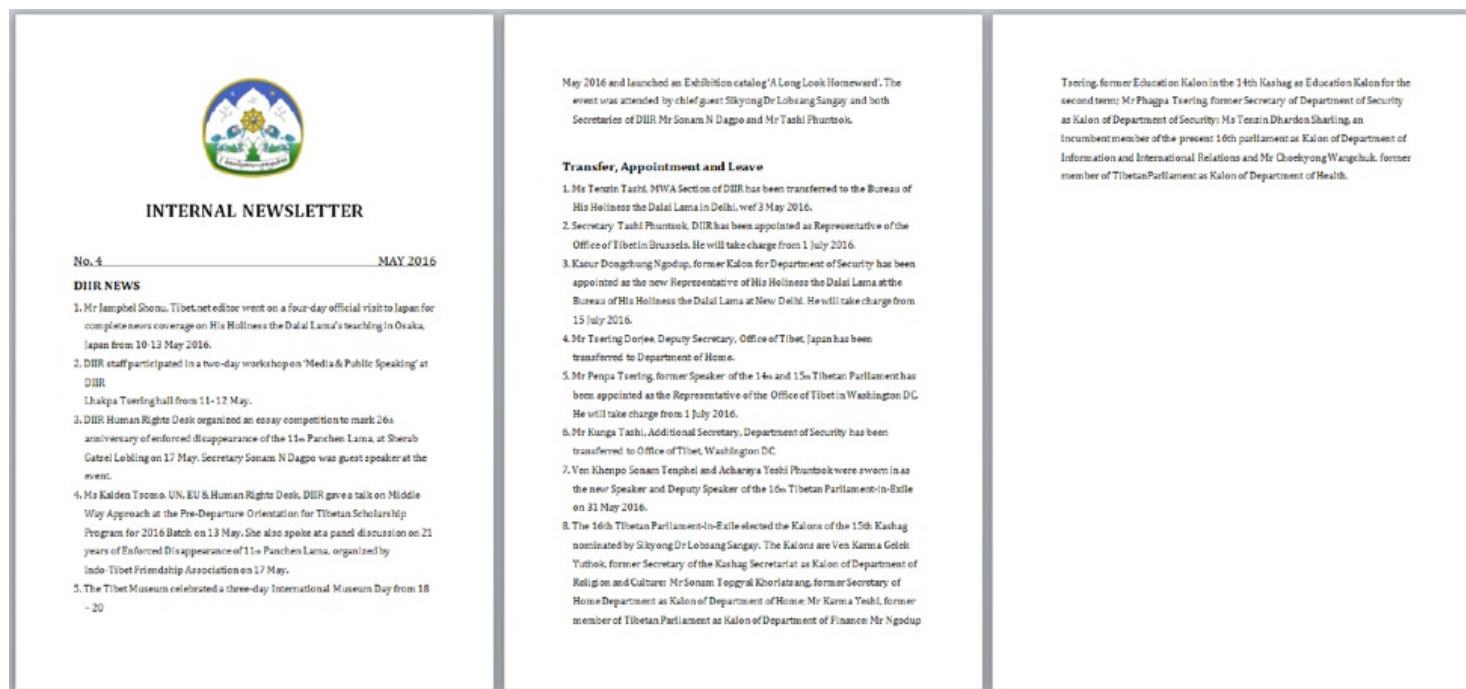 INTERNAL NEWSLETTER
No. 4 MAY 2016
DIIR NEWS
1. Mr Jamphel Shonu, Tibet.net editor went on a four-day official visit to Japan for
complete news coverage on His Holiness the Dalai Lama's teaching in Osaka,
Japan from 10-13 May 2016.
2. DIIR staff participated in a two-day workshop on 'Media & Public Speaking' at
DIIR
Lhakpa Tsering hall from 11-12 May.
3. DIIR Human Rights Desk organized an essay competition to mark 26th
anniversary of enforced disappearance of the 11th Panchen Lama, at Sherab
Gatsel Lobling on 17 May. Secretary Sonam N Dagpo was guest speaker at the
event.
4. Ms Kalden Tsomo, UN, EU & Human Rights Desk, DIIR gave a talk on Middle
Way Approach at the Pre-Departure Orientation for Tibetan Scholarship
Program for 2016 Batch on 13 May. She also spoke at a panel discussion on 21
years of Enforced Disappearance of 11th Panchen Lama, organized by
Indo-Tibet Friendship Association on 17 May.
5. The Tibet Museum celebrated a three-day International Museum Day from 18
– 20
May 2016 and launched an Exhibition catalog 'A Long Look Homeward'. The
event was attended by chief guest Sikyong Dr Lobsang Sangay and both
Secretaries of DIIR Mr Sonam N Dagpo and Mr Tashi Phuntsok.
Transfer, Appointment and Leave
1. Ms Tenzin Tashi, MWA Section of DIIR has been transferred to the Bureau of
His Holiness the Dalai Lama in Delhi, wef 3 May 2016.
2. Secretary Tashi Phuntsok, DIIR has been appointed as Representative of the
Office of Tibet in Brussels. He will take charge from 1 July 2016.
3. Kasur Dongchung Ngodup, former Kalon for Department of Security has been
appointed as the new Representative of His Holiness the Dalai Lama at the
Bureau of His Holiness the Dalai Lama at New Delhi. He will take charge from
15 July 2016.
4. Mr Tsering Dorjee, Deputy Secretary, Office of Tibet, Japan has been
transferred to Department of Home.
5. Mr Penpa Tsering, former Speaker of the 14th and 15th Tibetan Parliament has
been appointed as the Representative of the Office of Tibet in Washington DC.
He will take charge from 1 July 2016.
6. Mr Kunga Tashi, Additional Secretary, Department of Security has been
transferred to Office of Tibet, Washington DC.
7. Ven Khenpo Sonam Tenphel and Acharaya Yeshi Phuntsok were sworn in as
the new Speaker and Deputy Speaker of the 16th Tibetan Parliament-in-Exile
on 31 May 2016.
8. The 16th Tibetan Parliament-in-Exile elected the Kalons of the 15th Kashag
nominated by Sikyong Dr Lobsang Sangay. The Kalons are Ven Karma Gelek
Yuthok, former Secretary of the Kashag Secretariat as Kalon of Department of
Religion and Culture; Mr Sonam Topgyal Khorlatsang, former Secretary of
Home Department as Kalon of Department of Home; Mr Karma Yeshi, former
member of Tibetan Parliament as Kalon of Department of Finance; Mr Ngodup
Tsering, former Education Kalon in the 14th Kashag as Education Kalon for the
second term; Mr Phagpa Tsering, former Secretary of Department of Security
as Kalon of Department of Security; Ms Tenzin Dhardon Sharling, an
incumbent member of the present 16th parliament as Kalon of Department of
Information and International Relations and Mr Choekyong Wangchuk, former
member of TibetanParliament as Kalon of Department of Health.